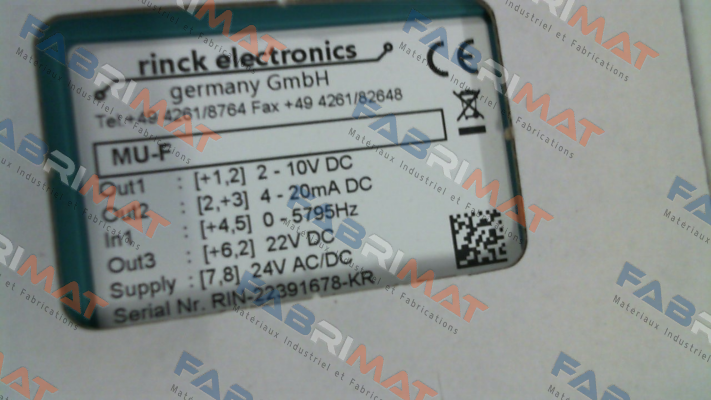 rinck electronics
germany GmbH
Tel.+49 4261/8764 Fax +49 4261/82648
CE
MU-F
Out1 : [+1,2] 2 - 10V DC
Out2 : [2,+3] 4 - 20mA DC
In1 : [+4,5] 0 - 5795Hz
Out3 : [+6,2] 22V DC
Supply : [7,8] 24V AC/DC
Serial Nr. RIN-22391678-KR
FABRIMAT
Matériaux Industriel et Fabrications